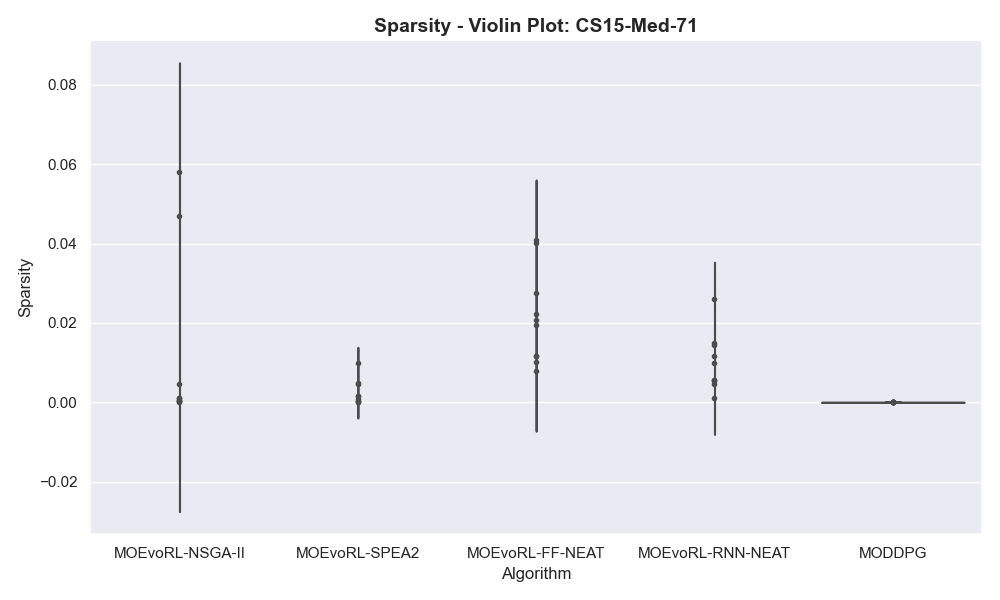 Sparsity - Violin Plot: CS15-Med-71
0.08
0.06
0.04
0.02
0.00
−0.02
Sparsity
MOEvoRL-NSGA-II
MOEvoRL-SPEA2
MOEvoRL-FF-NEAT
MOEvoRL-RNN-NEAT
MODDPG
Algorithm